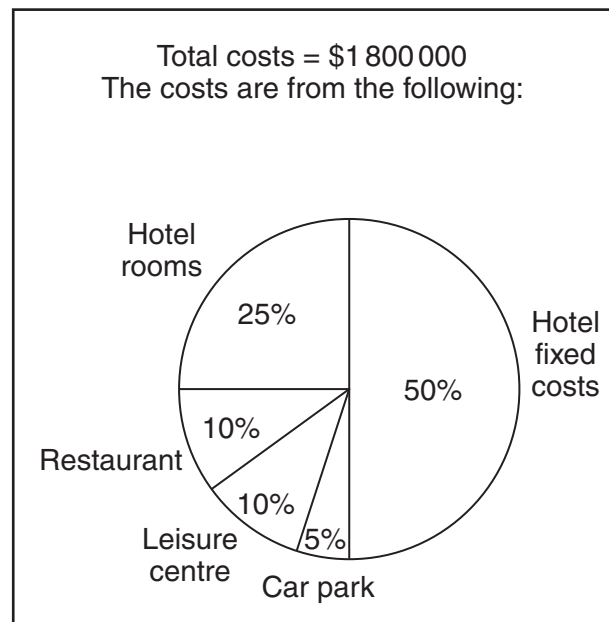 Total costs = $1 800 000
The costs are from the following:
Hotel
rooms
25%
Hotel
fixed
costs
50%
10%
Restaurant
10%
Leisure
centre
5%
Car park